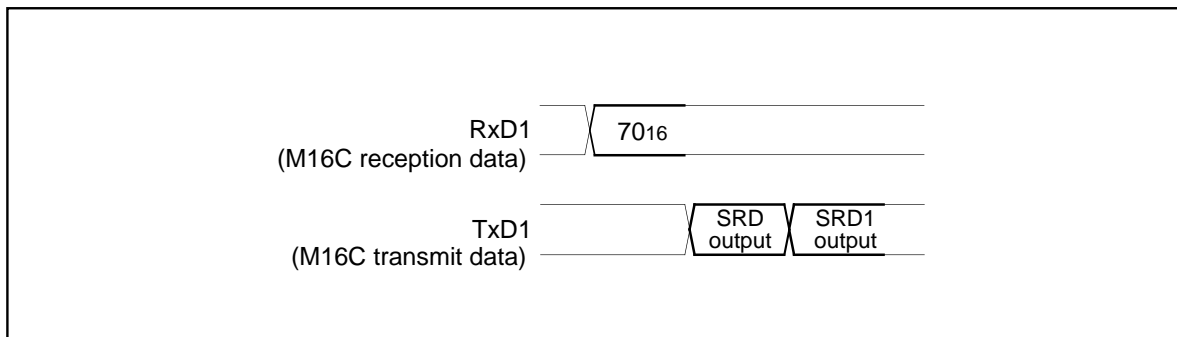 RxD1
(M16C reception data)
7016
TxD1
(M16C transmit data)
SRD
output
SRD1
output